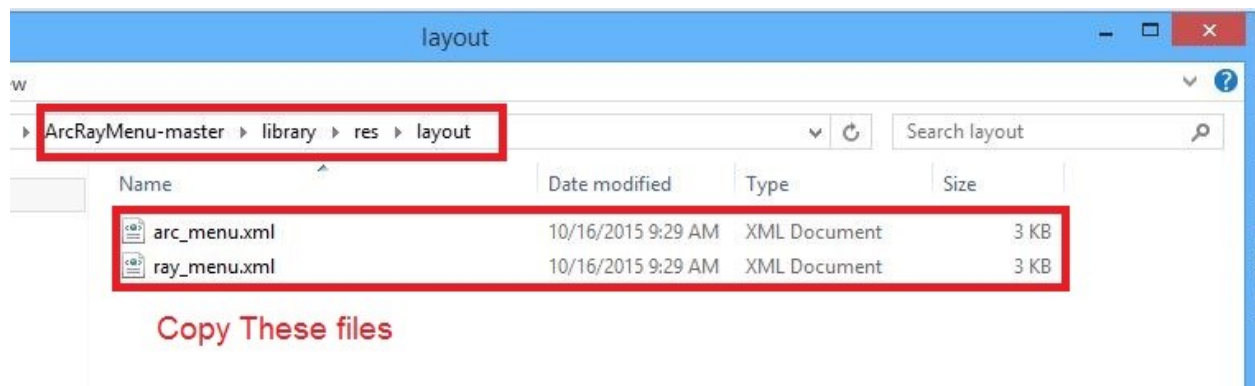 layout
ew
ArcRayMenu-master library res layout
Search layout
Name Date modified Type Size
arc_menu.xml 10/16/2015 9:29 AM XML Document 3 KB
ray_menu.xml 10/16/2015 9:29 AM XML Document 3 KB
Copy These files